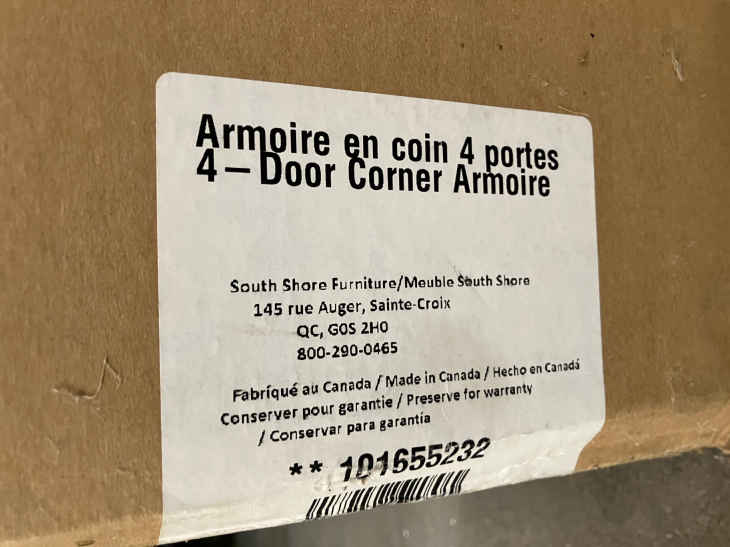 Armoire en coin 4 portes
4-Door Corner Armoire
South Shore Furniture/Meuble South Shore
145 rue Auger, Sainte-Croix
QC, G0S 2H0
800-290-0465
Fabríqué au Canada / Made in Canada / Hecho en Canadá
Conserver pour garantie / Preserve for warranty
/ Conservar para garantía
** 101655232